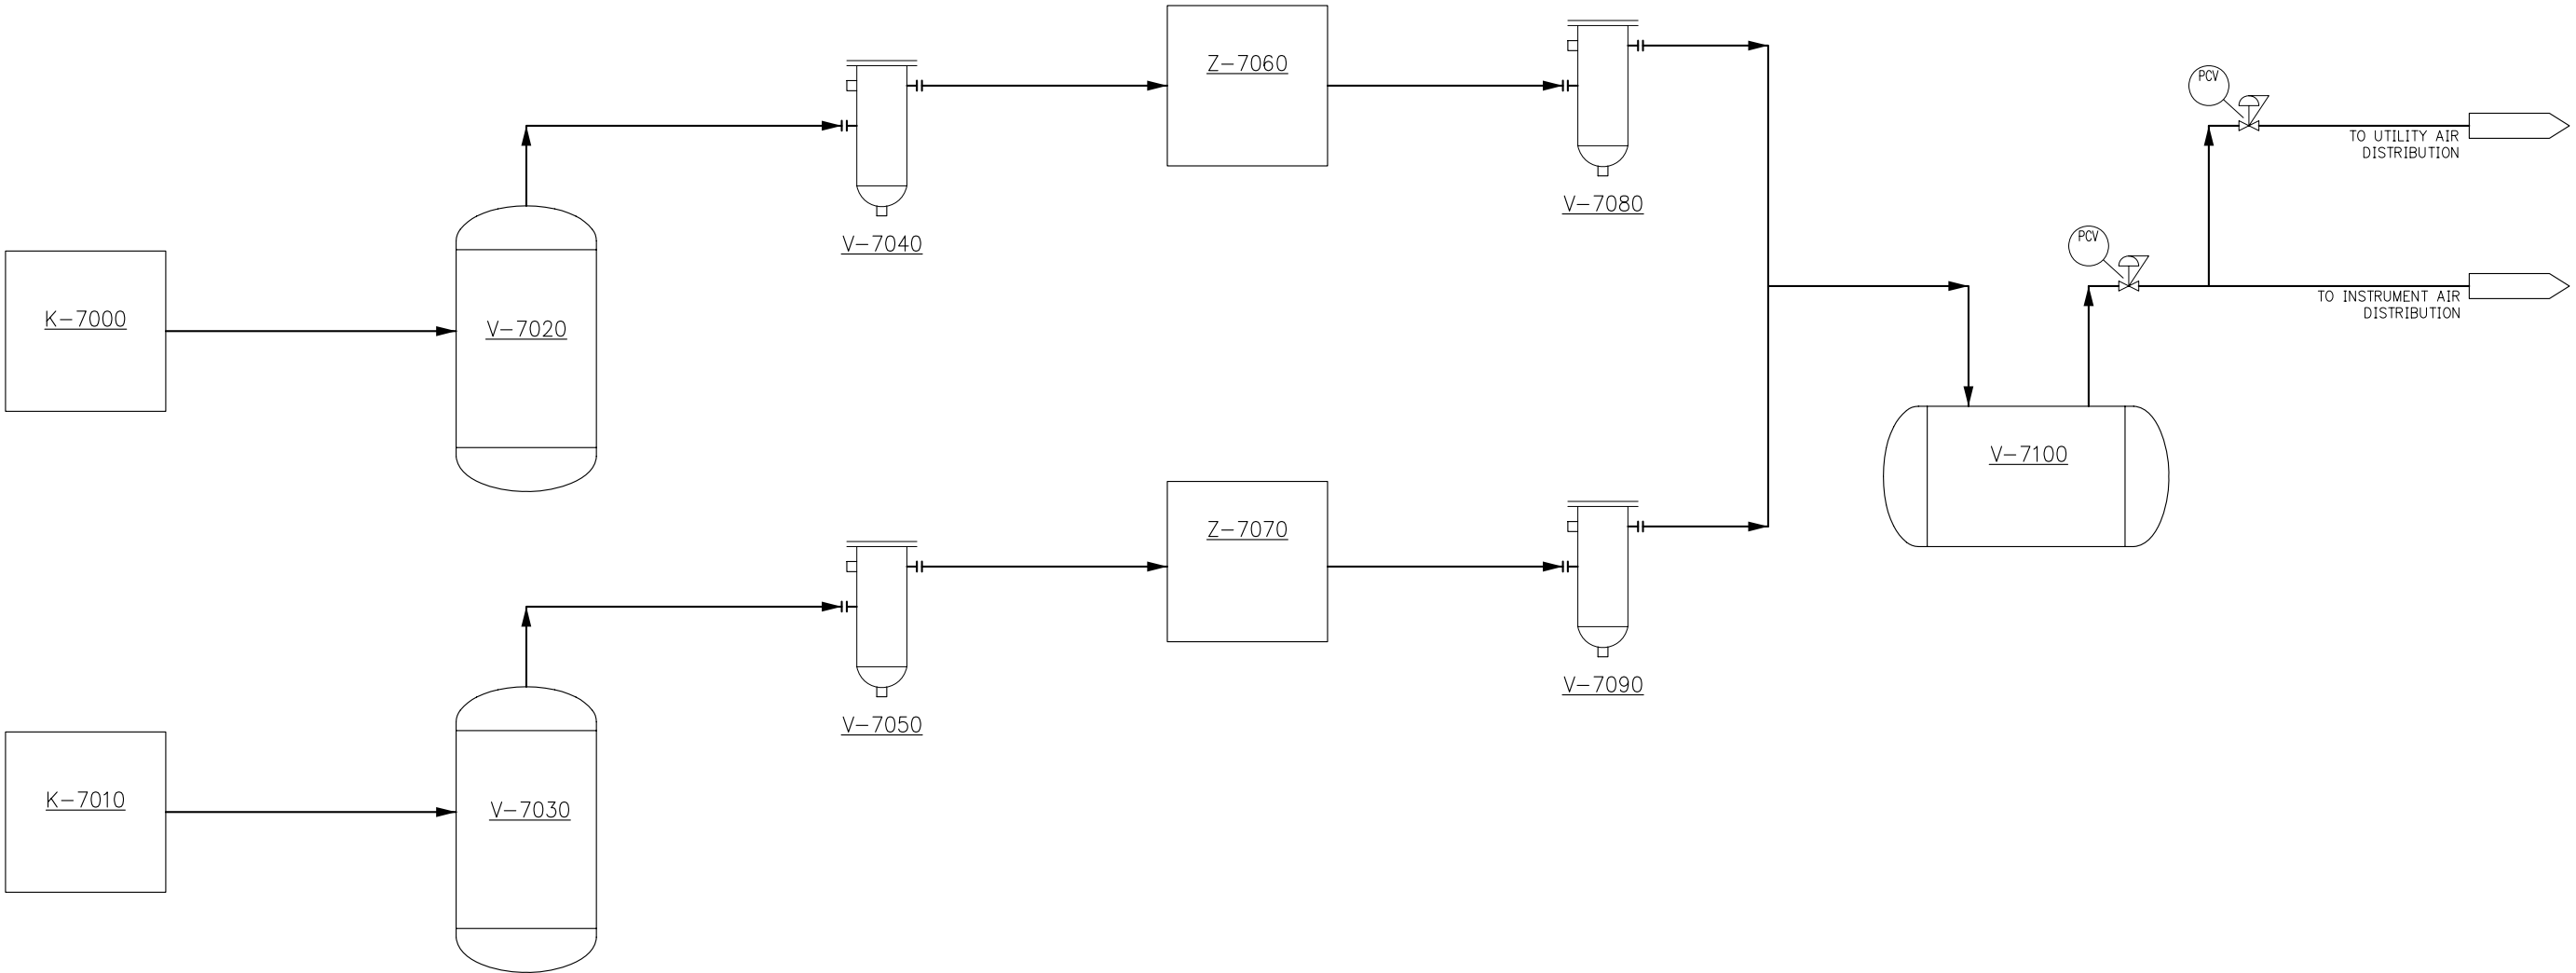 Z-7060
V-7080
PCV
TO UTILITY AIR
DISTRIBUTION
V-7040
K-7000
V-7020
PCV
TO INSTRUMENT AIR
DISTRIBUTION
V-7100
Z-7070
V-7090
V-7050
K-7010
V-7030